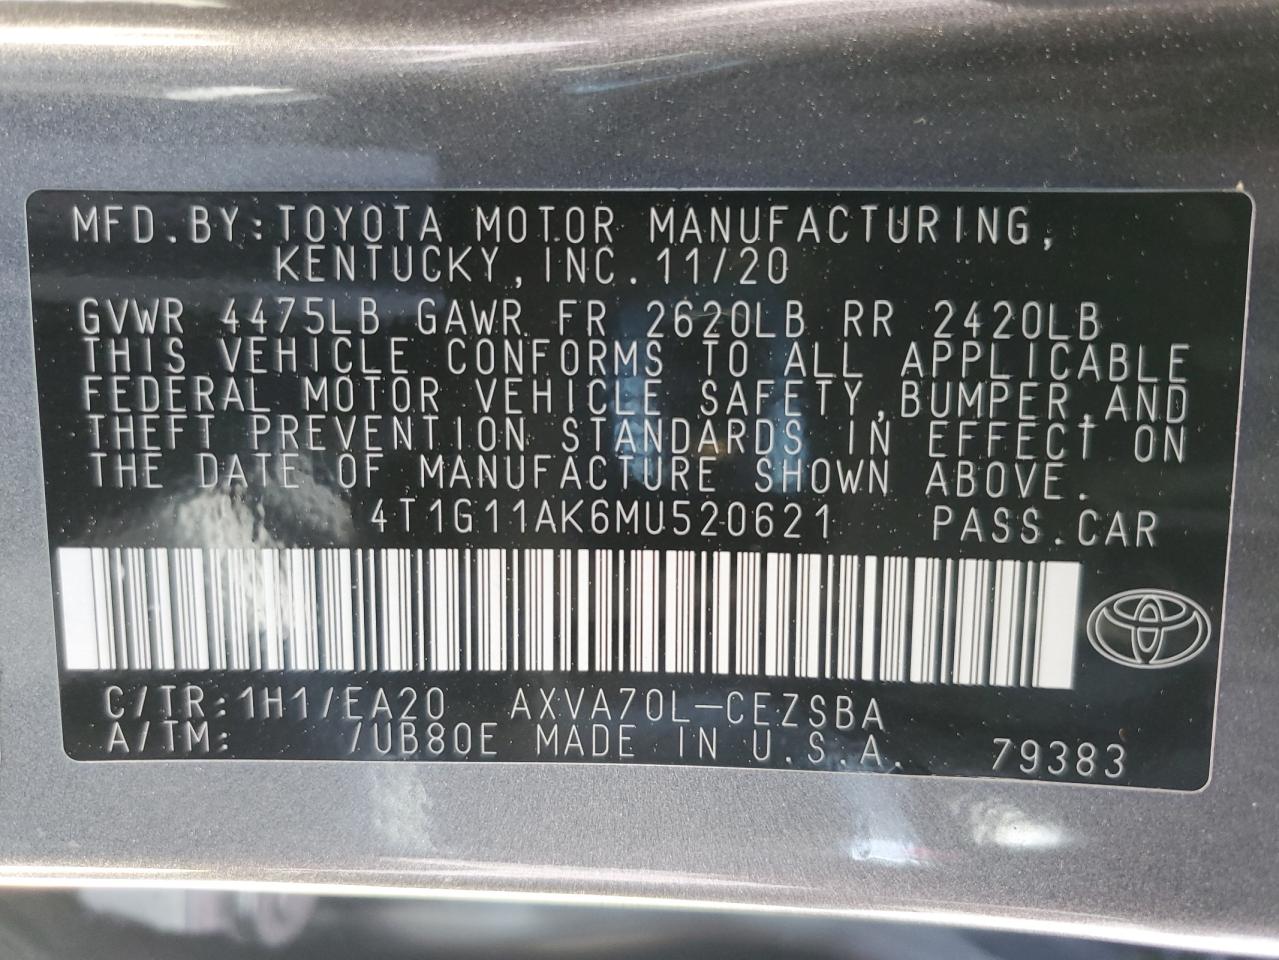 MFD.BY:TOYOTA MOTOR MANUFACTURING,
KENTUCKY,INC.11/20
GVWR 4475LB GAWR FR 2620LB RR 2420LB
THIS VEHICLE CONFORMS TO ALL APPLICABLE
FEDERAL MOTOR VEHICLE SAFETY,BUMPER,AND
THEFT PREVENTION STANDARDS IN EFFECT ON
THE DATE OF MANUFACTURE SHOWN ABOVE.
4T1G11AK6MU520621 PASS.CAR
C/TR:1H1/EA20 AXVA70L-CEZSBA
A/TM: /UB80E MADE IN U.S.A. 79383